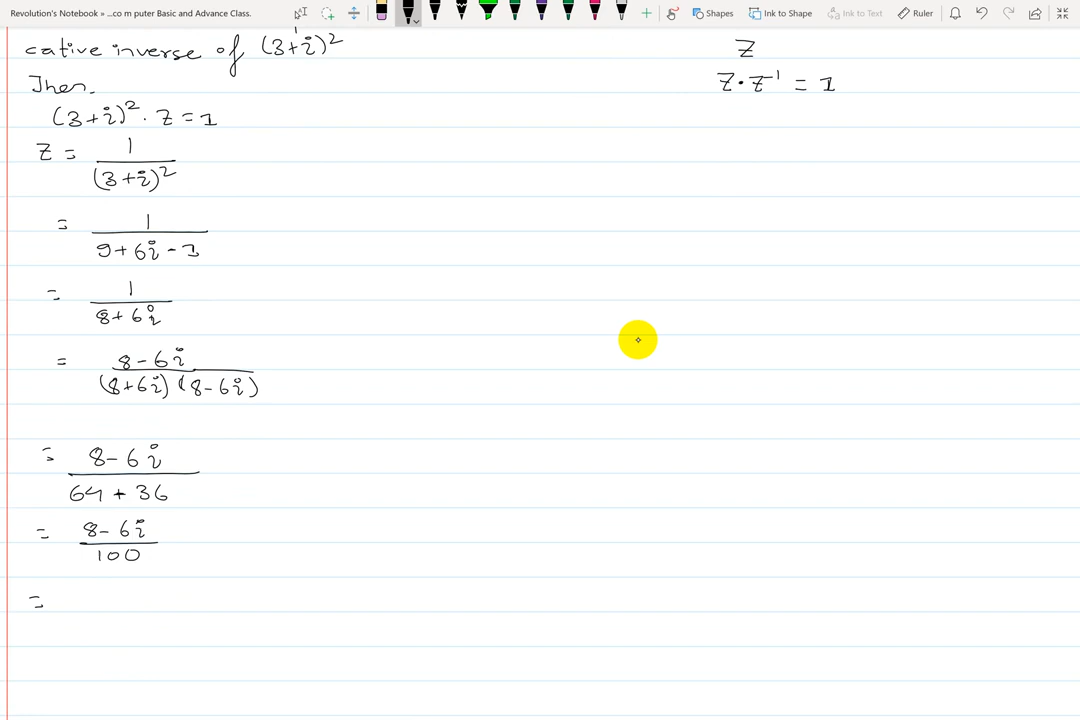 Revolution's Notebook » ...co m puter Basic and Advance Class.
Shapes
Ink to Shape
Ink to Text
Ruler
cative inverse of (3+i)²
Then,
(3+i)² · Z = 1
Z = 1/(3+i)²
= 1/(9+6i-1)
= 1/(8+6i)
= (8-6i)/((8+6i)(8-6i))
= (8-6i)/(64+36)
= (8-6i)/100
=
Z
Z · Z⁻¹ = 1